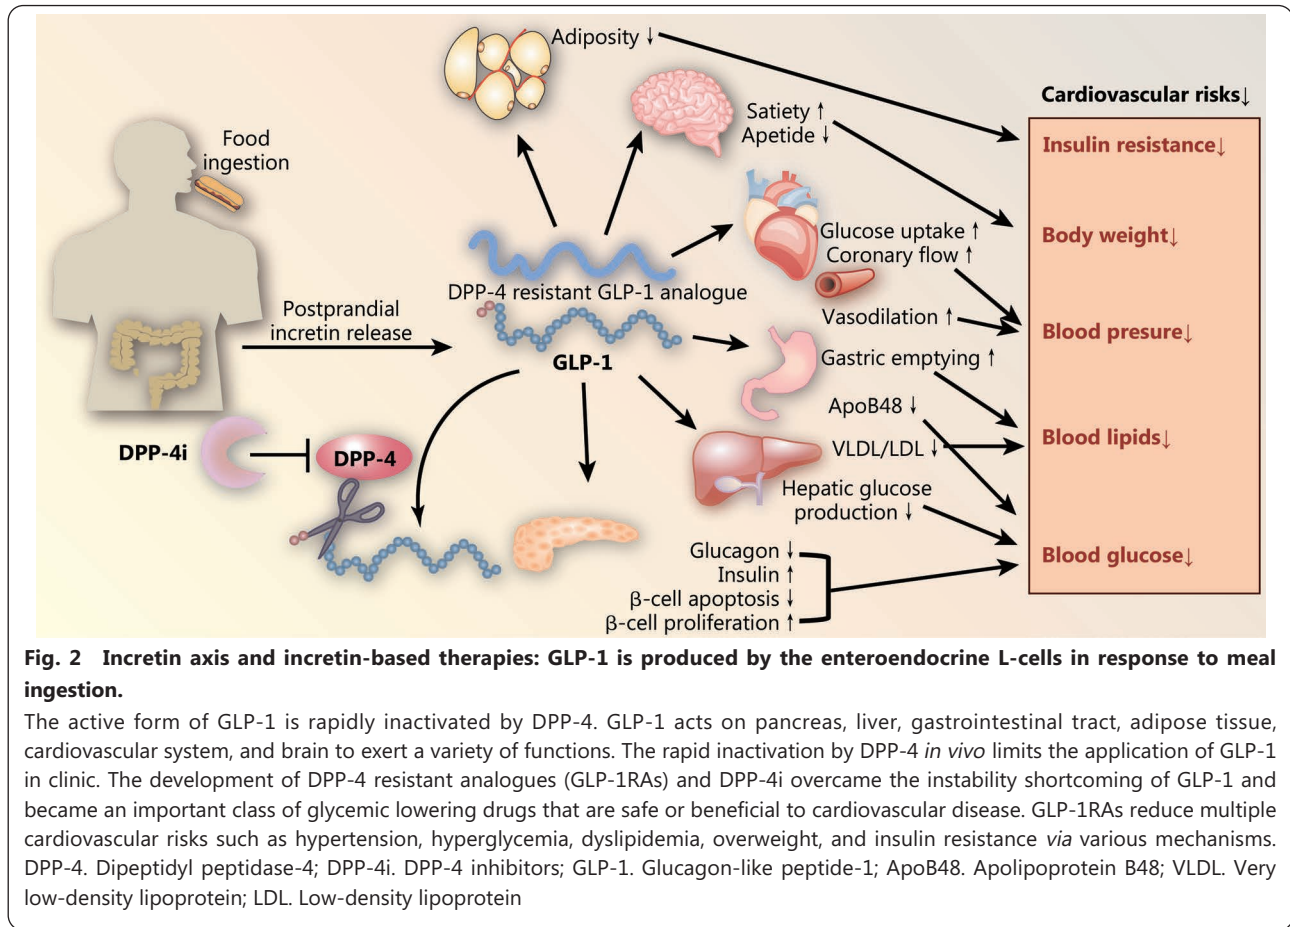 Adiposity ↓
Cardiovascular risks↓
Satiety ↑
Apetide ↓
Food
ingestion
Insulin resistance↓
Glucose uptake ↑
Coronary flow ↑
Body weight↓
DPP-4 resistant GLP-1 analogue
Postprandial
incretin release
Vasodilation ↑
Blood presure↓
GLP-1
Gastric emptying ↑
ApoB48 ↓
VLDL/LDL ↓
Blood lipids↓
DPP-4i
DPP-4
Hepatic glucose
production ↓
Glucagon ↓
Insulin ↑
β-cell apoptosis ↓
β-cell proliferation ↑
Blood glucose↓
Fig. 2 Incretin axis and incretin-based therapies: GLP-1 is produced by the enteroendocrine L-cells in response to meal
ingestion.
The active form of GLP-1 is rapidly inactivated by DPP-4. GLP-1 acts on pancreas, liver, gastrointestinal tract, adipose tissue,
cardiovascular system, and brain to exert a variety of functions. The rapid inactivation by DPP-4 in vivo limits the application of GLP-1
in clinic. The development of DPP-4 resistant analogues (GLP-1RAs) and DPP-4i overcame the instability shortcoming of GLP-1 and
became an important class of glycemic lowering drugs that are safe or beneficial to cardiovascular disease. GLP-1RAs reduce multiple
cardiovascular risks such as hypertension, hyperglycemia, dyslipidemia, overweight, and insulin resistance via various mechanisms.
DPP-4. Dipeptidyl peptidase-4; DPP-4i. DPP-4 inhibitors; GLP-1. Glucagon-like peptide-1; ApoB48. Apolipoprotein B48; VLDL. Very
low-density lipoprotein; LDL. Low-density lipoprotein